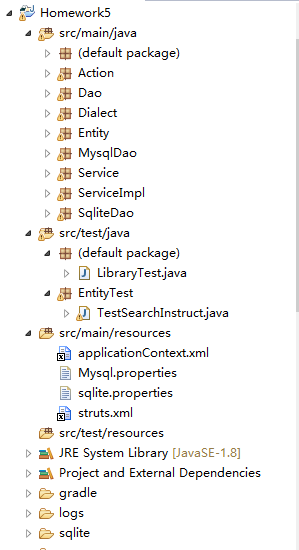 Homework5
src/main/java
(default package)
Action
Dao
Dialect
Entity
MysqlDao
Service
ServiceImpl
SqliteDao
src/test/java
(default package)
LibraryTest.java
EntityTest
TestSearchInstruct.java
src/main/resources
applicationContext.xml
Mysql.properties
sqlite.properties
struts.xml
src/test/resources
JRE System Library [JavaSE-1.8]
Project and External Dependencies
gradle
logs
sqlite